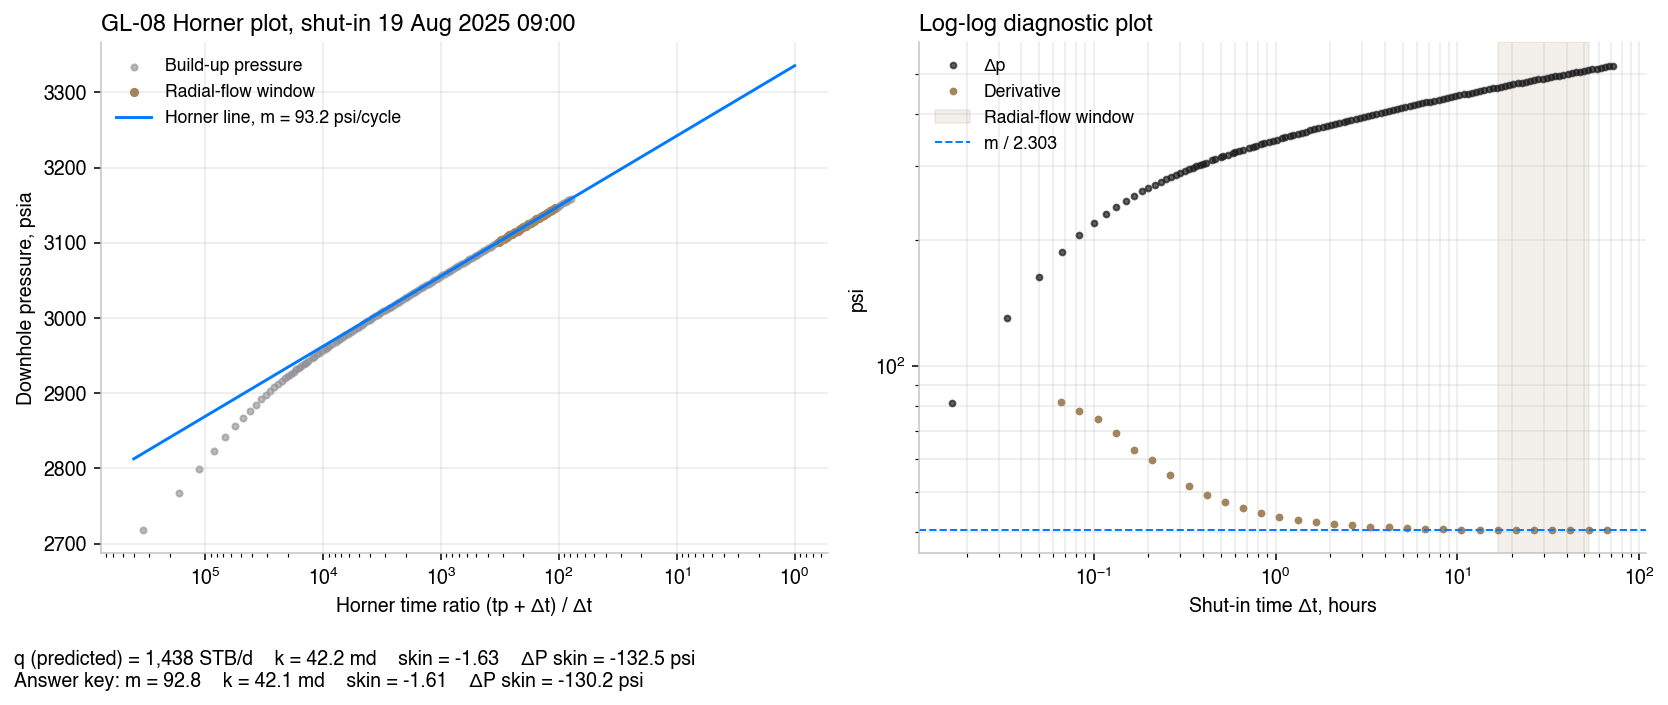 GL-08 Horner plot, shut-in 19 Aug 2025 09:00
Build-up pressure
Radial-flow window
Horner line, m = 93.2 psi/cycle
Downhole pressure, psia
3300
3200
3100
3000
2900
2800
2700
10⁵
10⁴
10³
10²
10¹
10⁰
Horner time ratio (tp + Δt) / Δt
Log-log diagnostic plot
Δp
Derivative
Radial-flow window
m / 2.303
psi
10²
10⁻¹
10⁰
10¹
10²
Shut-in time Δt, hours
q (predicted) = 1,438 STB/d k = 42.2 md skin = -1.63 ΔP skin = -132.5 psi
Answer key: m = 92.8 k = 42.1 md skin = -1.61 ΔP skin = -130.2 psi